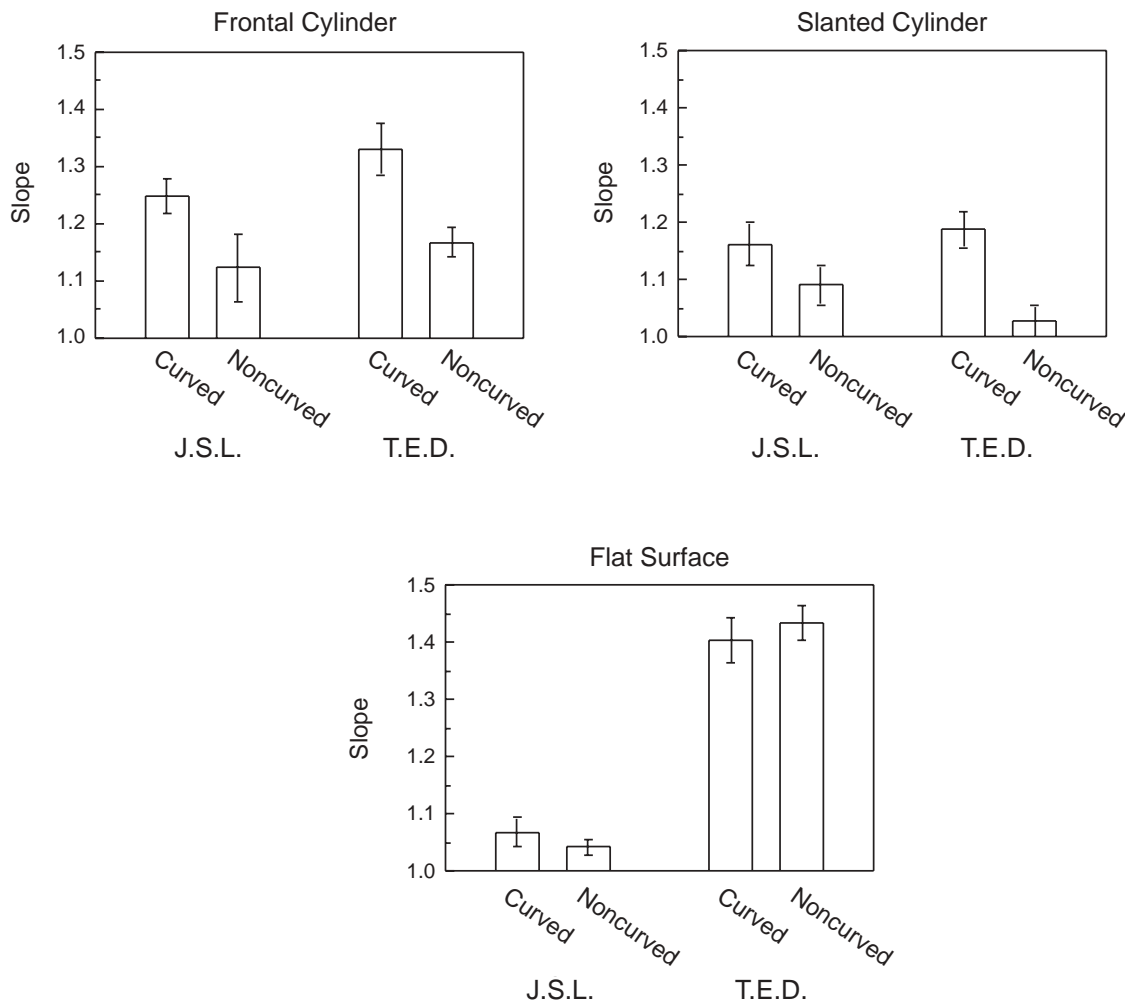 Frontal Cylinder
1.5
1.4
1.3
1.2
1.1
1.0
Slope
Curved
Noncurved
Curved
Noncurved
J.S.L.
T.E.D.
Slanted Cylinder
1.5
1.4
1.3
1.2
1.1
1.0
Slope
Curved
Noncurved
Curved
Noncurved
J.S.L.
T.E.D.
Flat Surface
1.5
1.4
1.3
1.2
1.1
1.0
Slope
Curved
Noncurved
Curved
Noncurved
J.S.L.
T.E.D.